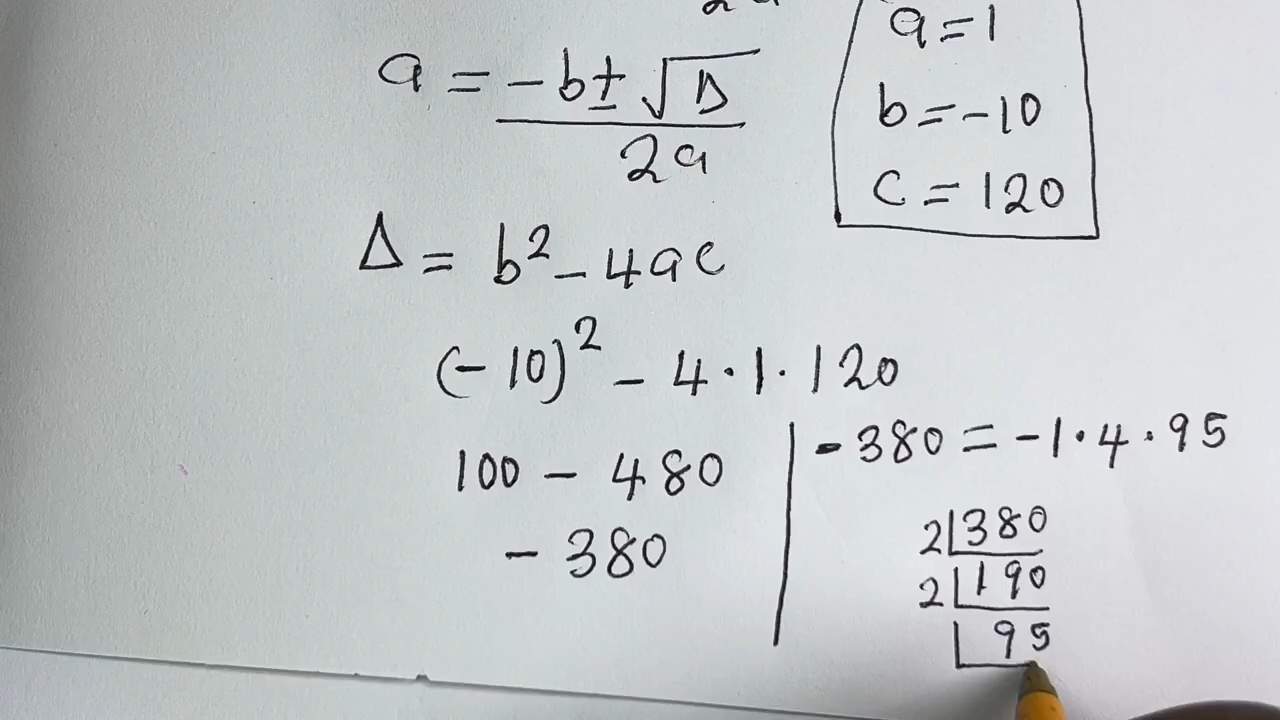 a = -b ± √Δ
2a
a = 1
b = -10
c = 120
Δ = b² - 4ac
(-10)² - 4·1·120
100 - 480
-380
-380 = -1·4·95
2|380
2|190
|95